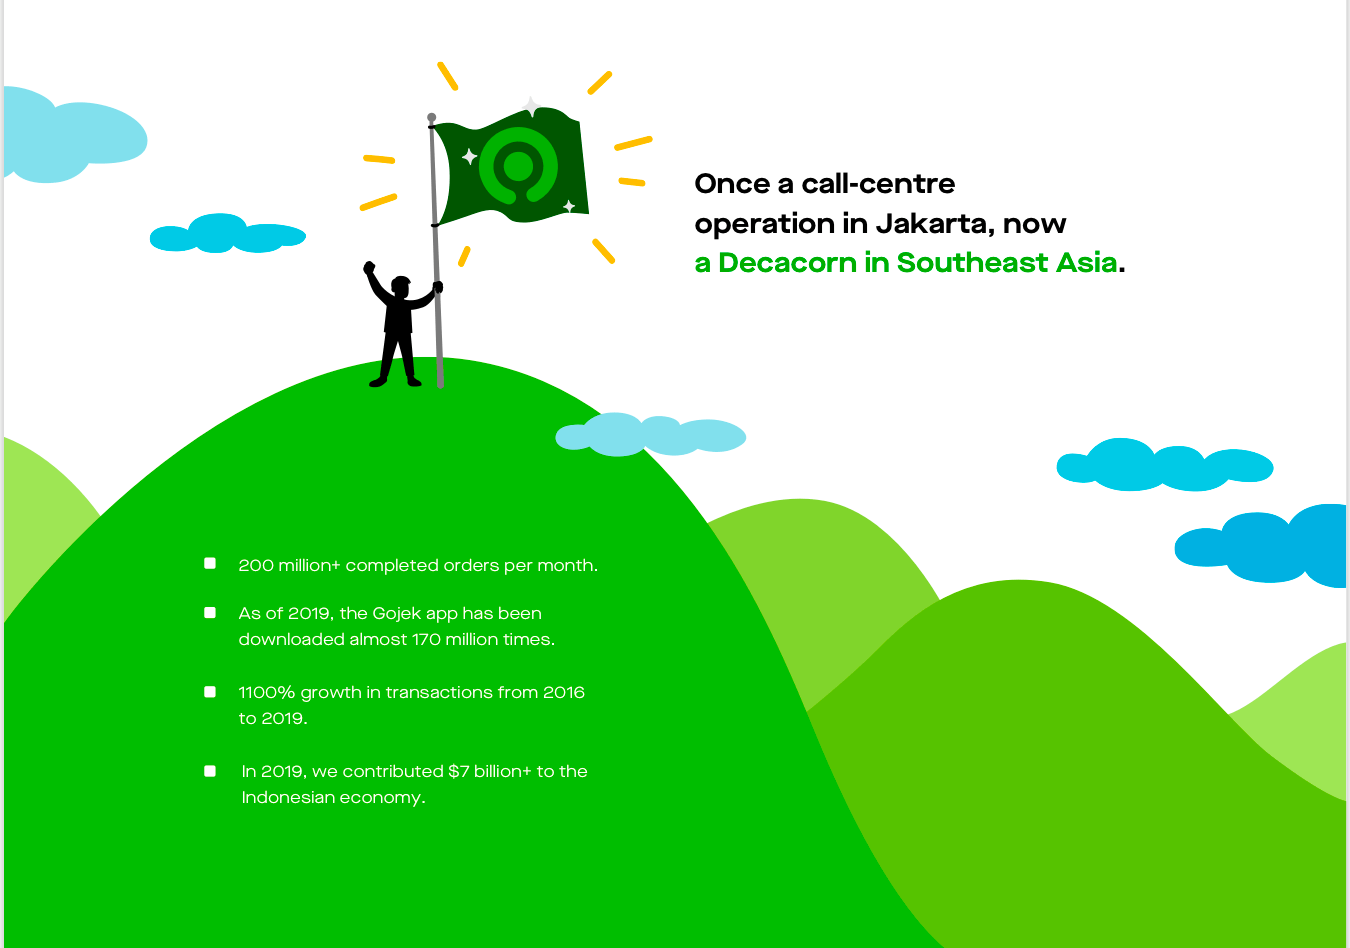 Once a call-centre
operation in Jakarta, now
a Decacorn in Southeast Asia.
200 million+ completed orders per month.
As of 2019, the Gojek app has been
downloaded almost 170 million times.
1100% growth in transactions from 2016
to 2019.
In 2019, we contributed $7 billion+ to the
Indonesian economy.